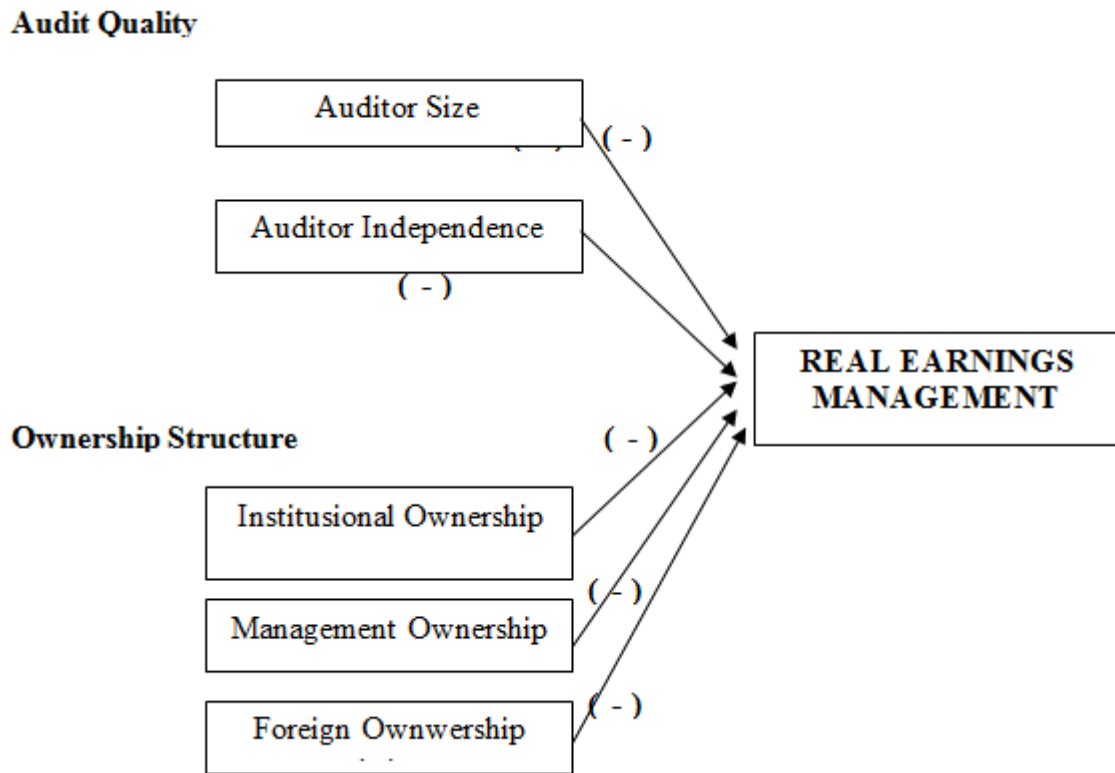 Audit Quality
Auditor Size
( - )
Auditor Independence
( - )
REAL EARNINGS
MANAGEMENT
Ownership Structure
( - )
Institusional Ownership
( - )
Management Ownership
( - )
Foreign Ownwership